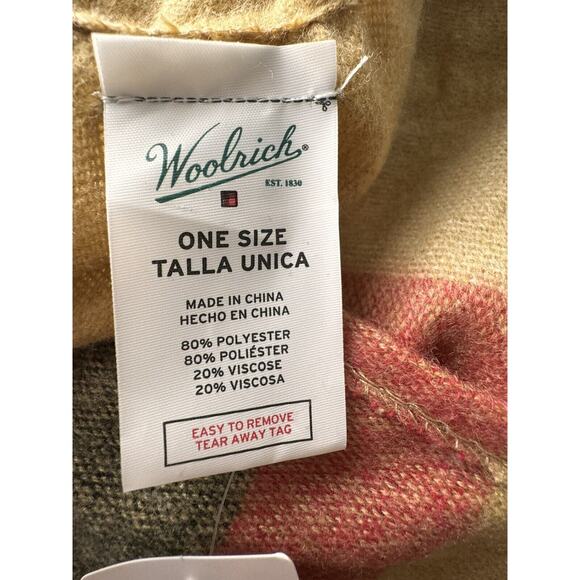 Woolrich®
EST. 1830
ONE SIZE
TALLA UNICA
MADE IN CHINA
HECHO EN CHINA
80% POLYESTER
80% POLIÉSTER
20% VISCOSE
20% VISCOSA
EASY TO REMOVE
TEAR AWAY TAG